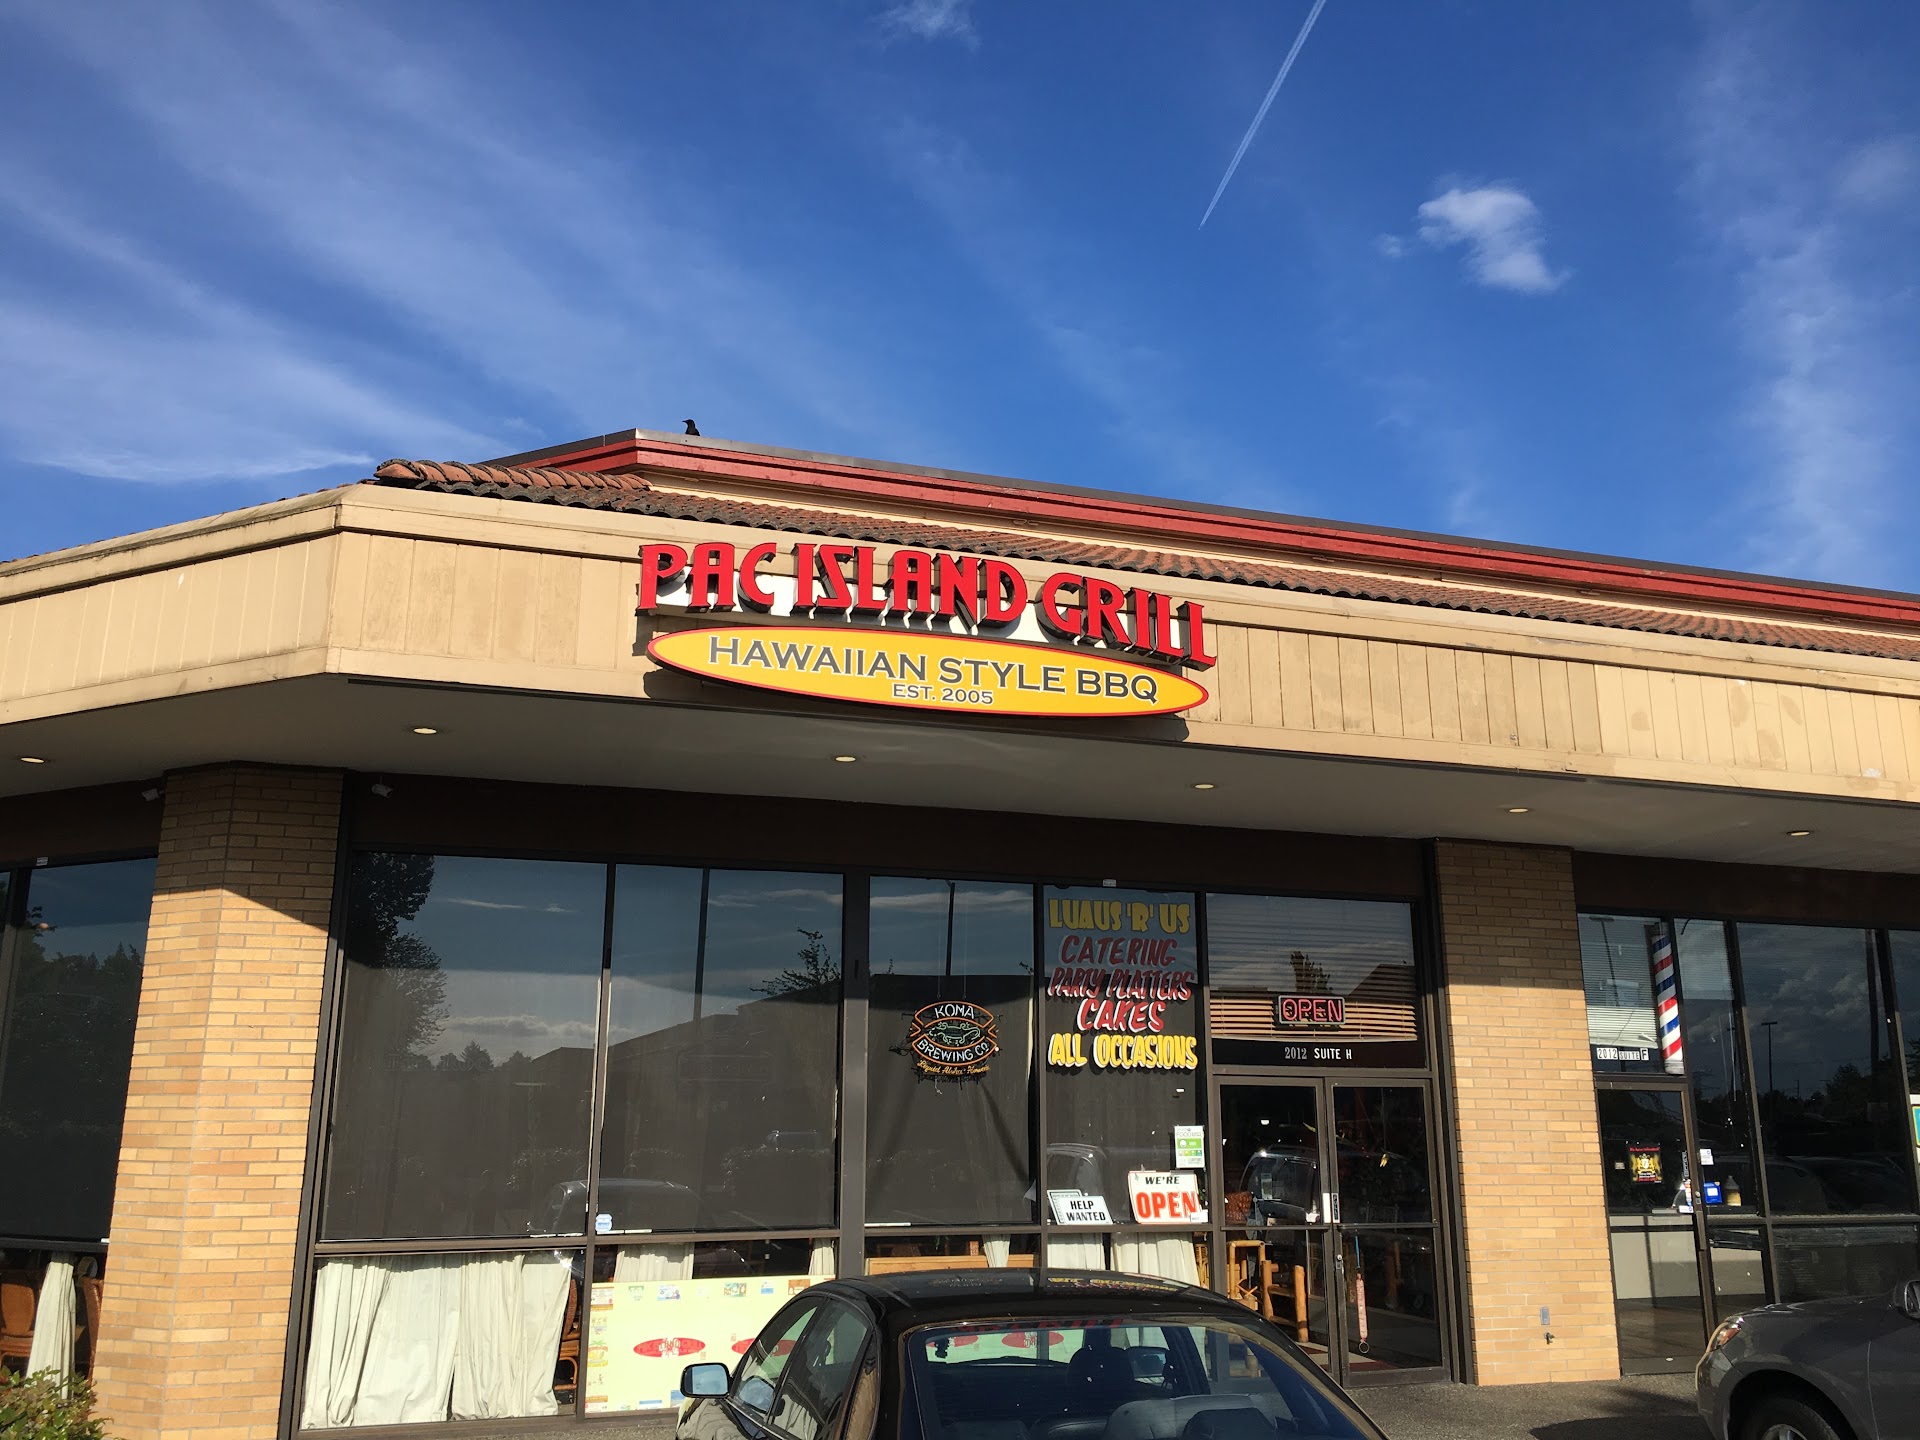 PAC ISLAND GRILL
HAWAIIAN STYLE BBQ
EST. 2005
LUAUS 'R' US
CATERING
PARTY PLATTERS
CAKES
ALL OCCASIONS
KONA
BREWING CO
OPEN
2012 SUITE H
2012 SUITE F
HELP
WANTED
WE'RE
OPEN